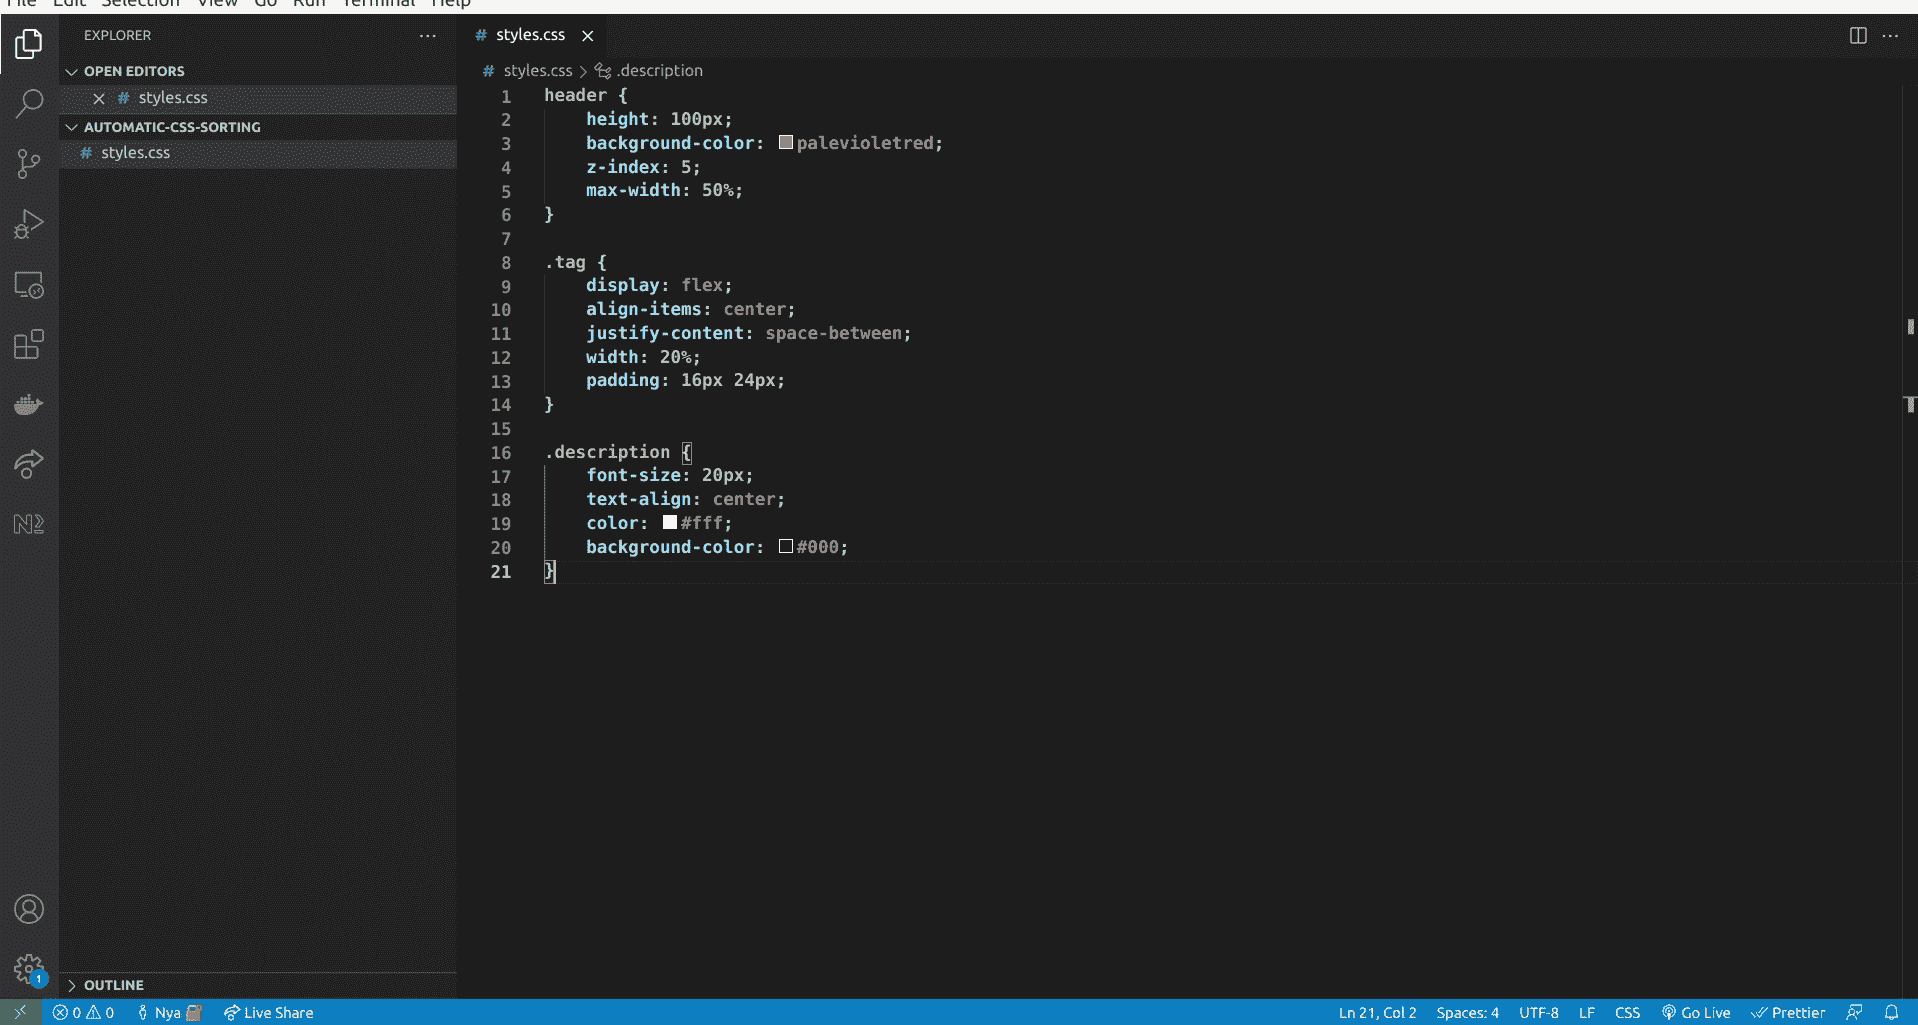 File Edit Selection View Go Run Terminal Help
EXPLORER ···
# styles.css ×
OPEN EDITORS
× # styles.css
AUTOMATIC-CSS-SORTING
# styles.css
# styles.css > .description
1 header {
2 height: 100px;
3 background-color: palevioletred;
4 z-index: 5;
5 max-width: 50%;
6 }
7
8 .tag {
9 display: flex;
10 align-items: center;
11 justify-content: space-between;
12 width: 20%;
13 padding: 16px 24px;
14 }
15
16 .description {
17 font-size: 20px;
18 text-align: center;
19 color: #fff;
20 background-color: #000;
21 }
1
OUTLINE
0 0 Nya Live Share Ln 21, Col 2 Spaces: 4 UTF-8 LF CSS Go Live Prettier